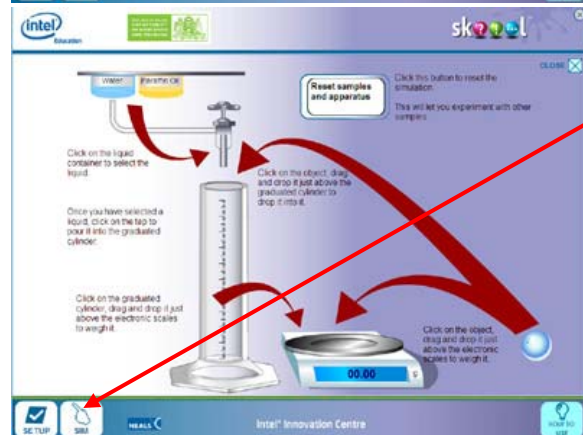 intel
Education
skoool
CLOSE
Water
Paraffin Oil
Reset samples
and apparatus
Click this button to reset the
simulation.
This will let you experiment with other
samples
Click on the liquid
container to select the
liquid.
Click on the object, drag
and drop it just above the
graduated cylinder to
drop it into it.
Once you have selected a
liquid, click on the tap to
pour it into the graduated
cylinder.
Click on the graduated
cylinder, drag and drop it just
above the electronic scales
to weigh it.
Click on the object,
drag and drop it just
above the electronic
scales to weigh it.
00.00
g
SETUP
SIM
Intel® Innovation Centre
HOW TO
USE